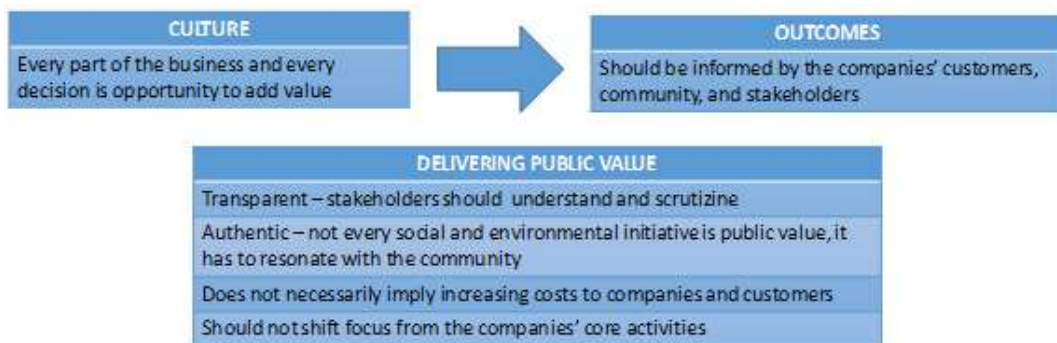 CULTURE
Every part of the business and every
decision is opportunity to add value
OUTCOMES
Should be informed by the companies' customers,
community, and stakeholders
DELIVERING PUBLIC VALUE
Transparent – stakeholders should understand and scrutinize
Authentic – not every social and environmental initiative is public value, it
has to resonate with the community
Does not necessarily imply increasing costs to companies and customers
Should not shift focus from the companies' core activities